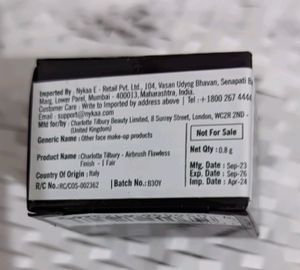 Imported By : Nykaa E - Retail Pvt. Ltd., 104, Vasan Udyog Bhavan, Senapati B
Marg, Lower Parel, Mumbai - 400013, Maharashtra, India.
Customer Care : Write to Imported by address above | Tel : +1800 267 4444
Email : support@nykaa.com
Mfd for/by : Charlotte Tilbury Beauty Limited, 8 Surrey Street, London, WC2R 2ND -
(United Kingdom)
Generic Name : Other face make-up products
Not For Sale
Net Qty : 0.8 g
Product Name : Charlotte Tilbury - Airbrush Flawless
Finish - 1 Fair
Country Of Origin : Italy
R/C No.: RC/COS-002362
Batch No.: B30Y
Mfg. Date : Sep-23
Exp. Date : Sep-26
Imp. Date : Apr-24